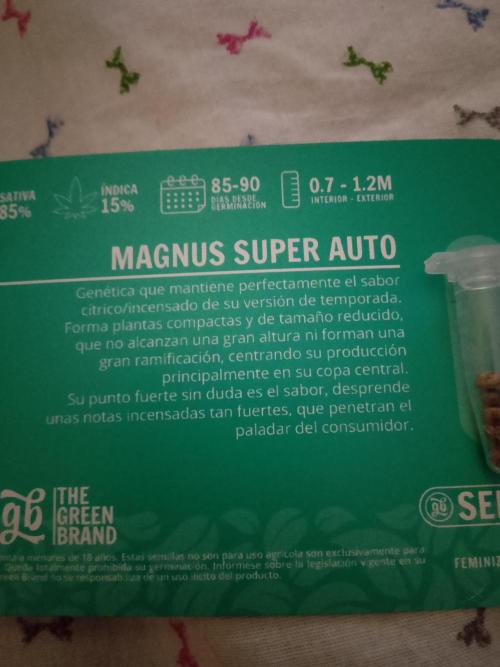 SATIVA
85%
ÍNDICA
15%
85-90
DÍAS DESDE
GERMINACIÓN
0.7 - 1.2M
INTERIOR - EXTERIOR
MAGNUS SUPER AUTO
Genética que mantiene perfectamente el sabor
cítrico/incensado de su versión de temporada.
Forma plantas compactas y de tamaño reducido,
que no alcanzan una gran altura ni forman una
gran ramificación, centrando su producción
principalmente en su copa central.
Su punto fuerte sin duda es el sabor, desprende
unas notas incensadas tan fuertes, que penetran el
paladar del consumidor.
gb THE
GREEN
BRAND
gb SE
FEMINIZ
a menores de 18 años. Estas semillas no son para uso agrícola son exclusivamente para
Queda totalmente prohibida su germinación. Infórmese sobre la legislación vigente en su
Brand no se responsabiliza de un uso ilícito del producto.